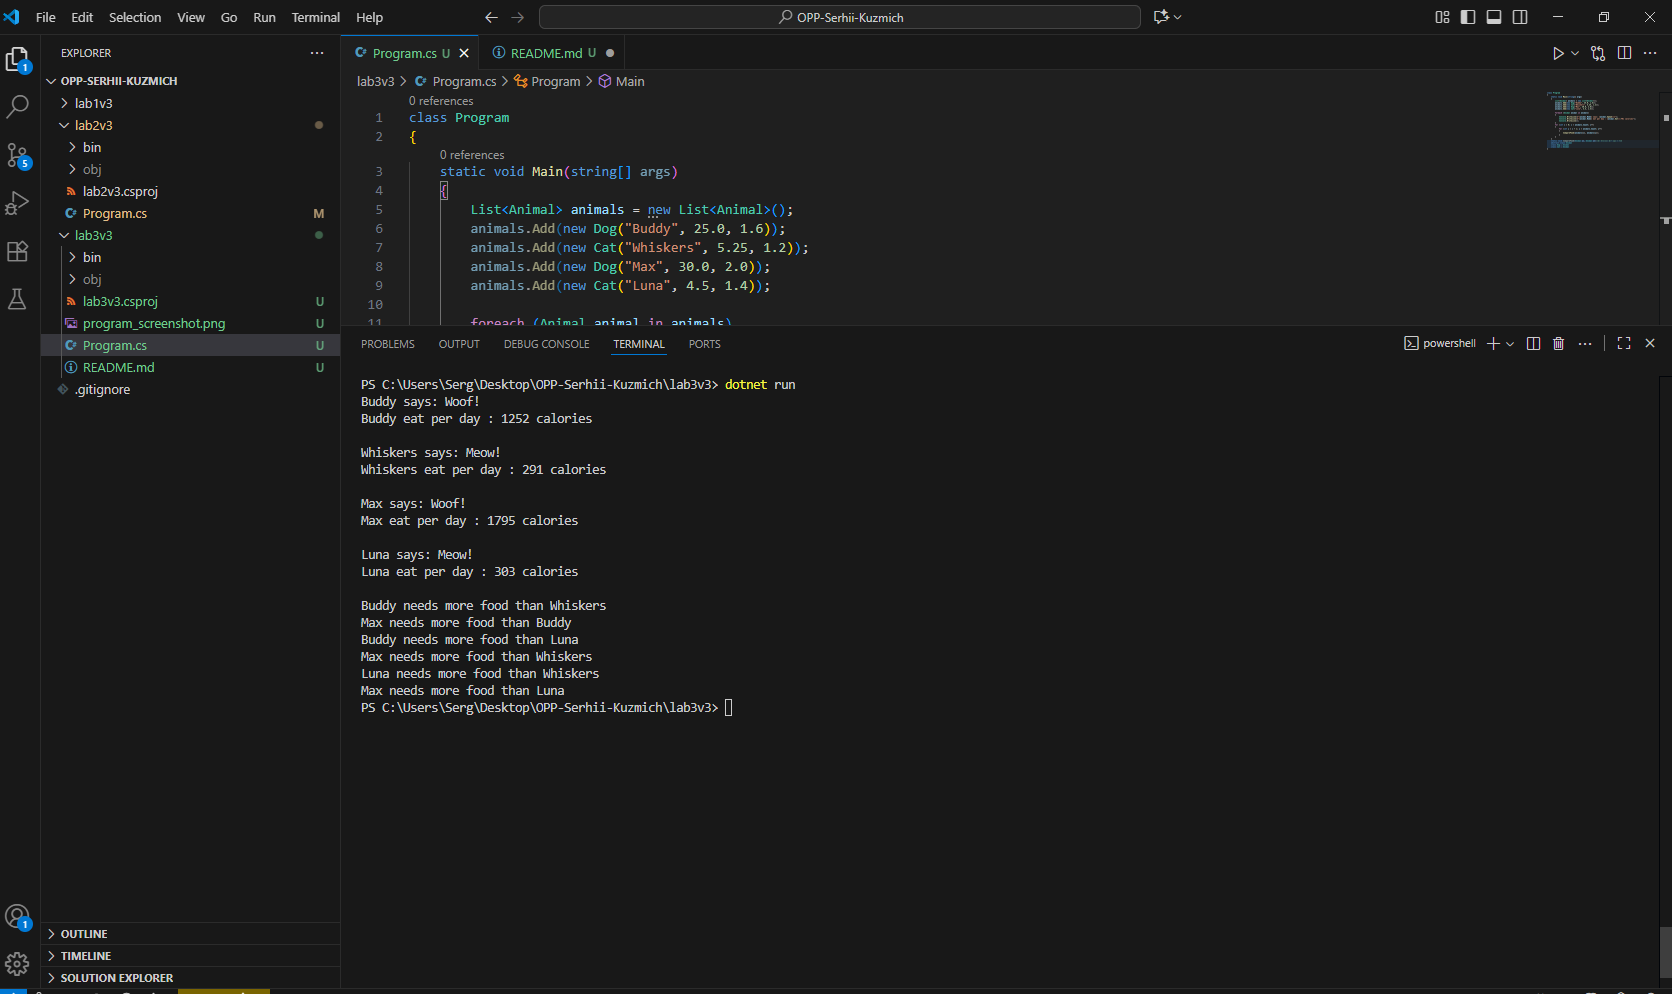 File Edit Selection View Go Run Terminal Help
OPP-Serhii-Kuzmich
EXPLORER
OPP-SERHII-KUZMICH
lab1v3
lab2v3
bin
obj
lab2v3.csproj
Program.cs M
lab3v3
bin
obj
lab3v3.csproj U
program_screenshot.png U
Program.cs U
README.md U
.gitignore
OUTLINE
TIMELINE
SOLUTION EXPLORER
1
5
1
Program.cs U
README.md U
lab3v3 > Program.cs > Program > Main
0 references
1 class Program
2 {
0 references
3 static void Main(string[] args)
4 {
5 List<Animal> animals = new List<Animal>();
6 animals.Add(new Dog("Buddy", 25.0, 1.6));
7 animals.Add(new Cat("Whiskers", 5.25, 1.2));
8 animals.Add(new Dog("Max", 30.0, 2.0));
9 animals.Add(new Cat("Luna", 4.5, 1.4));
10
11 foreach (Animal animal in animals)
PROBLEMS OUTPUT DEBUG CONSOLE TERMINAL PORTS
powershell
PS C:\Users\Serg\Desktop\OPP-Serhii-Kuzmich\lab3v3> dotnet run
Buddy says: Woof!
Buddy eat per day : 1252 calories
Whiskers says: Meow!
Whiskers eat per day : 291 calories
Max says: Woof!
Max eat per day : 1795 calories
Luna says: Meow!
Luna eat per day : 303 calories
Buddy needs more food than Whiskers
Max needs more food than Buddy
Buddy needs more food than Luna
Max needs more food than Whiskers
Luna needs more food than Whiskers
Max needs more food than Luna
PS C:\Users\Serg\Desktop\OPP-Serhii-Kuzmich\lab3v3>